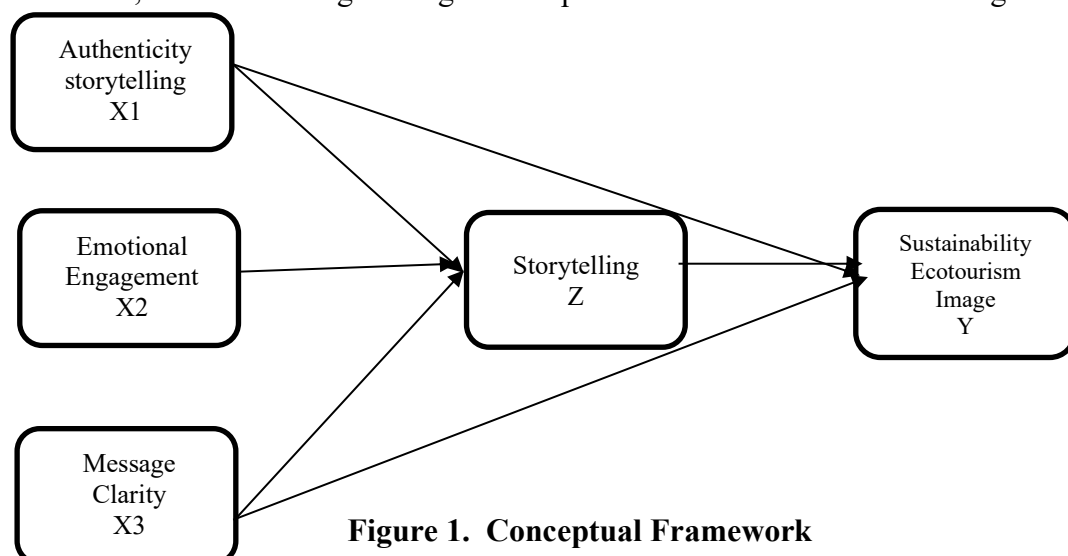 Authenticity
storytelling
X1
Emotional
Engagement
X2
Message
Clarity
X3
Storytelling
Z
Sustainability
Ecotourism
Image
Y
Figure 1. Conceptual Framework